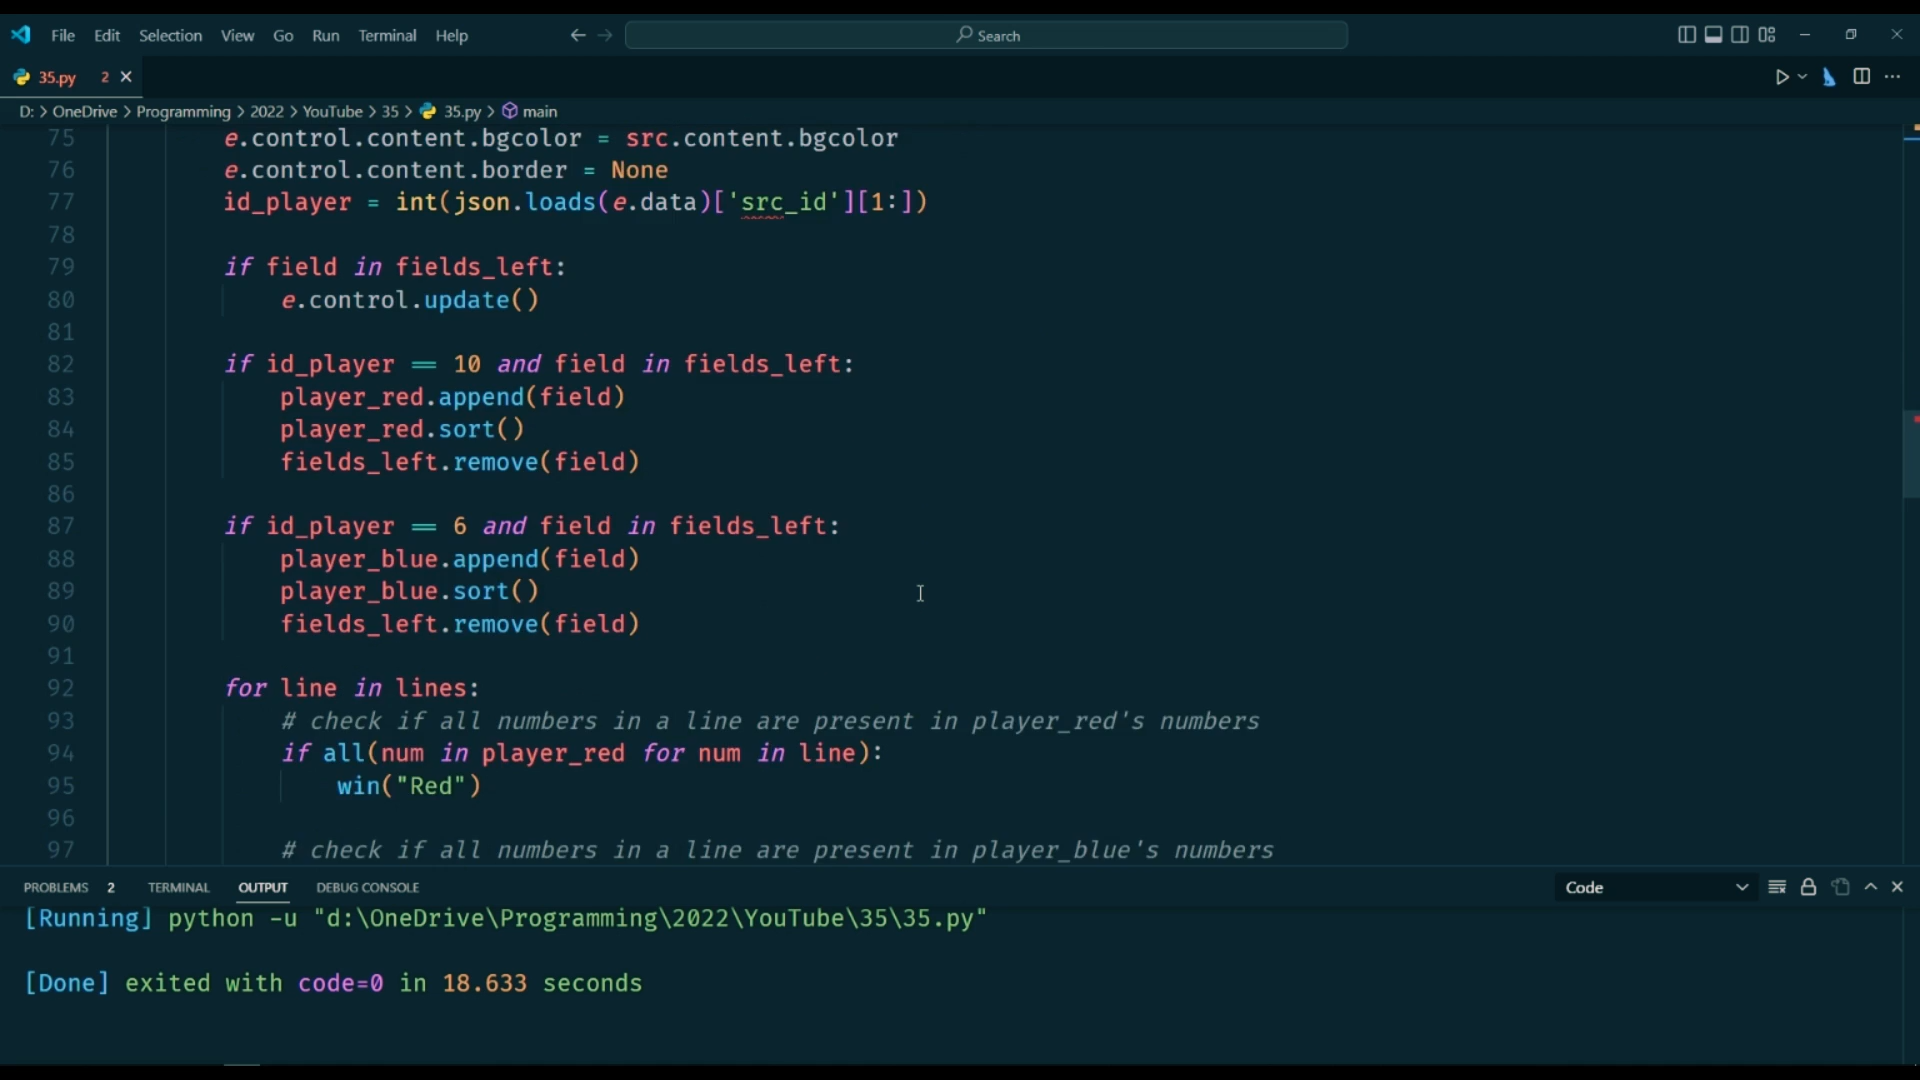 File Edit Selection View Go Run Terminal Help Search
35.py 2
D: > OneDrive > Programming > 2022 > YouTube > 35 > 35.py > main
75 e.control.content.bgcolor = src.content.bgcolor
76 e.control.content.border = None
77 id_player = int(json.loads(e.data)['src_id'][1:])
78
79 if field in fields_left:
80 e.control.update()
81
82 if id_player == 10 and field in fields_left:
83 player_red.append(field)
84 player_red.sort()
85 fields_left.remove(field)
86
87 if id_player == 6 and field in fields_left:
88 player_blue.append(field)
89 player_blue.sort()
90 fields_left.remove(field)
91
92 for line in lines:
93 # check if all numbers in a line are present in player_red's numbers
94 if all(num in player_red for num in line):
95 win("Red")
96
97 # check if all numbers in a line are present in player_blue's numbers
PROBLEMS 2 TERMINAL OUTPUT DEBUG CONSOLE Code
[Running] python -u "d:\OneDrive\Programming\2022\YouTube\35\35.py"
[Done] exited with code=0 in 18.633 seconds